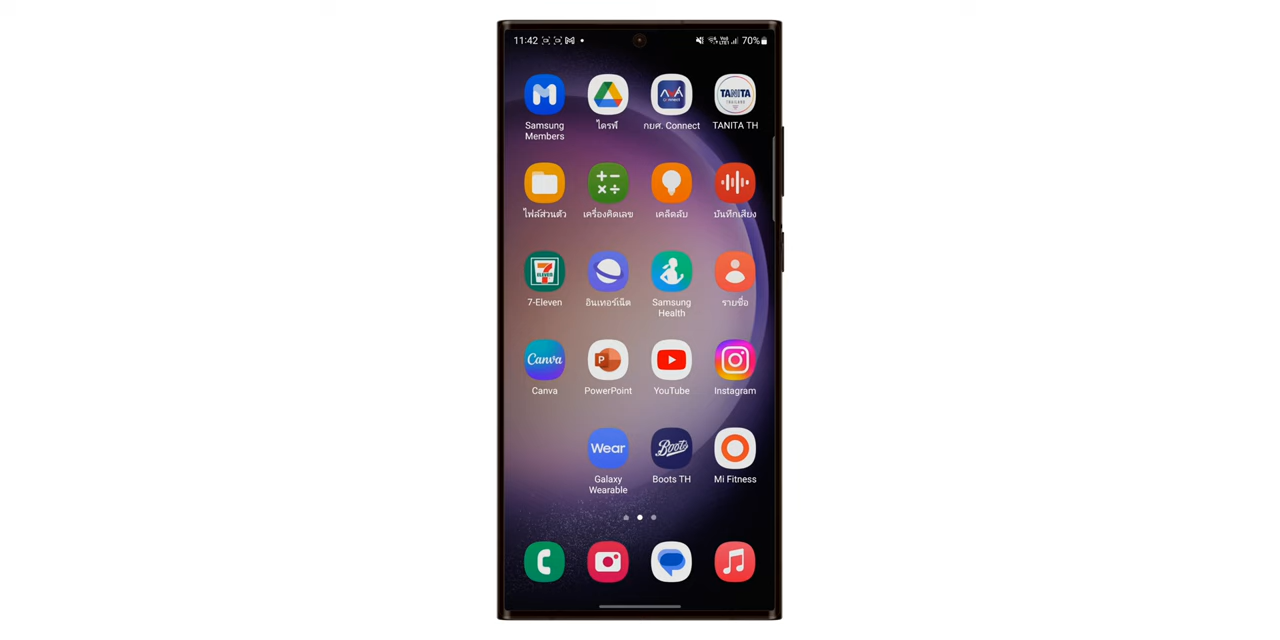 11:42
70%
TANITA
Samsung
Members
ไดรฟ์
กยศ. Connect
TANITA TH
ไฟล์ส่วนตัว
เครื่องคิดเลข
เคล็ดลับ
บันทึกเสียง
7-Eleven
อินเทอร์เน็ต
Samsung
Health
รายชื่อ
Canva
Canva
PowerPoint
YouTube
Instagram
Wear
Boots
Galaxy
Wearable
Boots TH
Mi Fitness